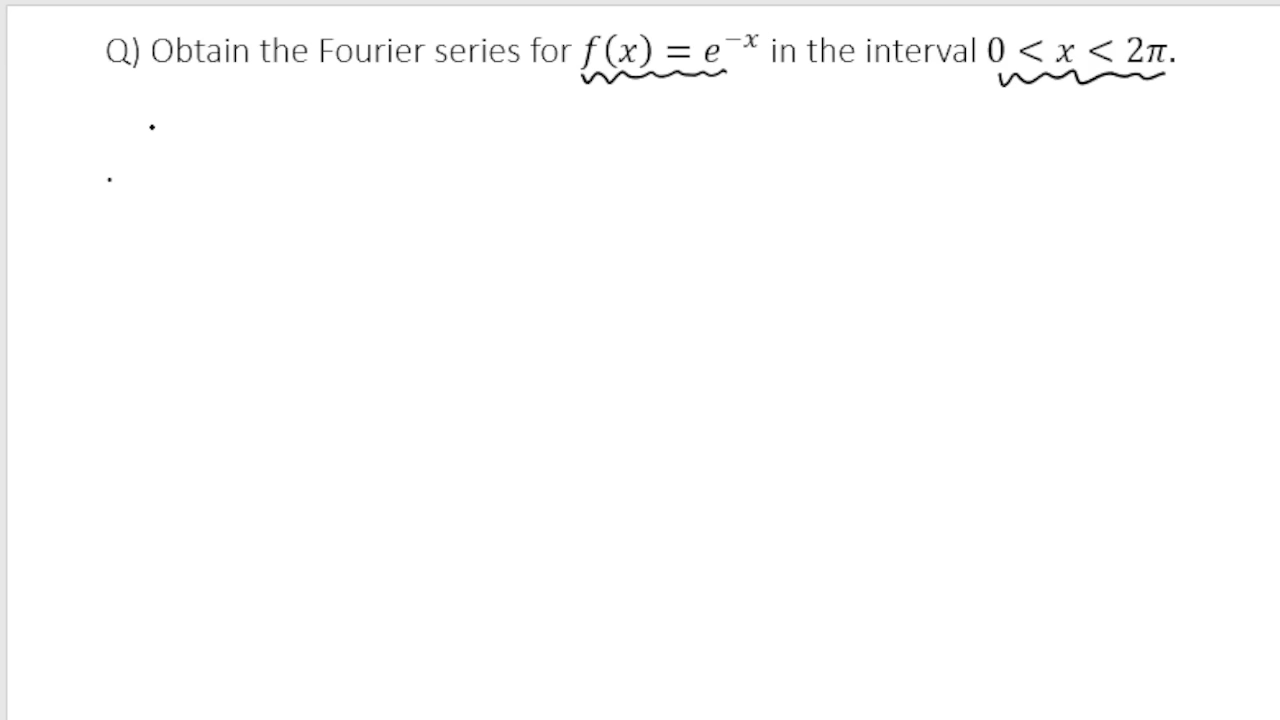 Q) Obtain the Fourier series for f(x) = e⁻ˣ in the interval 0 < x < 2π.